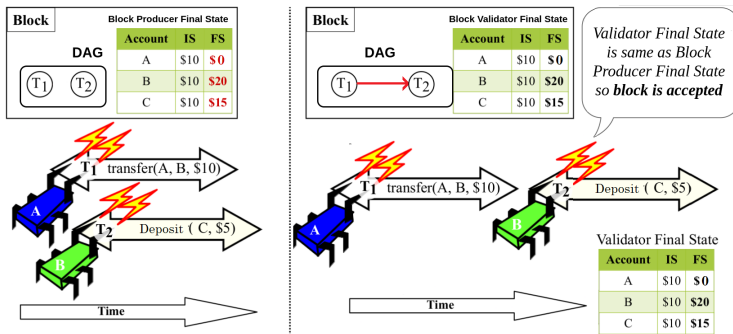 Block
Block Producer Final State
DAG
T1 T2
Account IS FS
A $10 $0
B $10 $20
C $10 $15
T1
transfer(A, B, $10)
A
T2
Deposit ( C, $5)
B
Time
Block
Block Validator Final State
DAG
T1 T2
Account IS FS
A $10 $0
B $10 $20
C $10 $15
Validator Final State
is same as Block
Producer Final State
so block is accepted
T1
transfer(A, B, $10)
A
T2
Deposit ( C, $5)
B
Time
Validator Final State
Account IS FS
A $10 $0
B $10 $20
C $10 $15